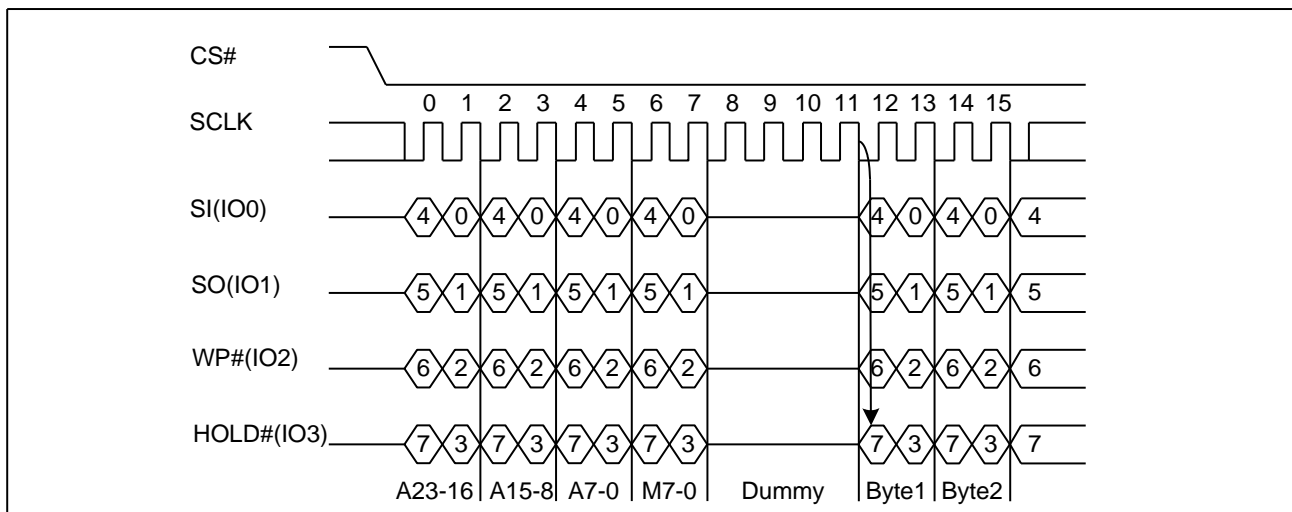 CS#
0 1 2 3 4 5 6 7 8 9 10 11 12 13 14 15
SCLK
SI(IO0) 4 0 4 0 4 0 4 0 4 0 4 0 4
SO(IO1) 5 1 5 1 5 1 5 1 5 1 5 1 5
WP#(IO2) 6 2 6 2 6 2 6 2 6 2 6 2 6
HOLD#(IO3) 7 3 7 3 7 3 7 3 7 3 7 3 7
A23-16 A15-8 A7-0 M7-0 Dummy Byte1 Byte2